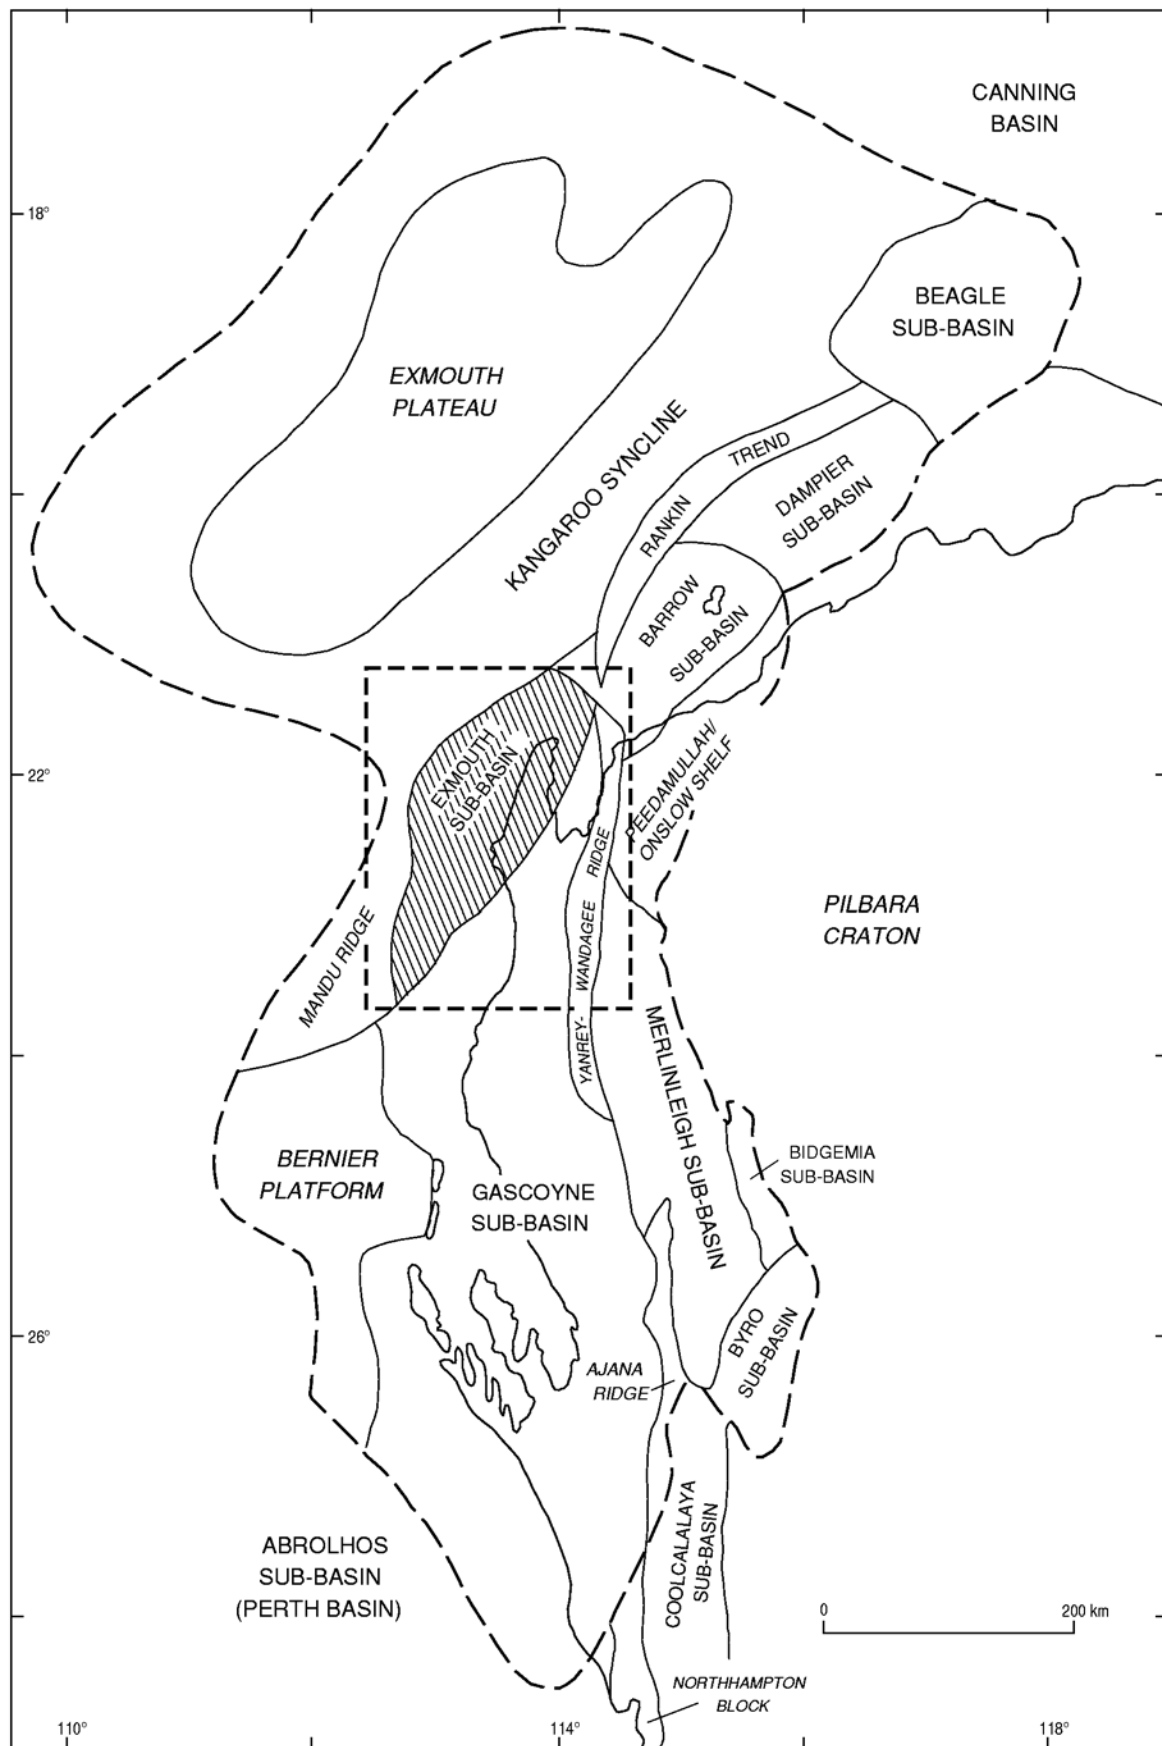 CANNING
BASIN
18°
BEAGLE
SUB-BASIN
EXMOUTH
PLATEAU
KANGAROO SYNCLINE
RANKIN
TREND
DAMPIER
SUB-BASIN
BARROW
SUB-BASIN
22°
EXMOUTH
SUB-BASIN
EEDAMULLAH/
ONSLOW SHELF
YANREY-
WANDAGEE
RIDGE
PILBARA
CRATON
MANDU RIDGE
MERLINLEIGH SUB-BASIN
BIDGEMIA
SUB-BASIN
BERNIER
PLATFORM
GASCOYNE
SUB-BASIN
26°
BYRO
SUB-BASIN
AJANA
RIDGE
COOLCALALAYA
SUB-BASIN
ABROLHOS
SUB-BASIN
(PERTH BASIN)
0
200 km
NORTHHAMPTON
BLOCK
110°
114°
118°